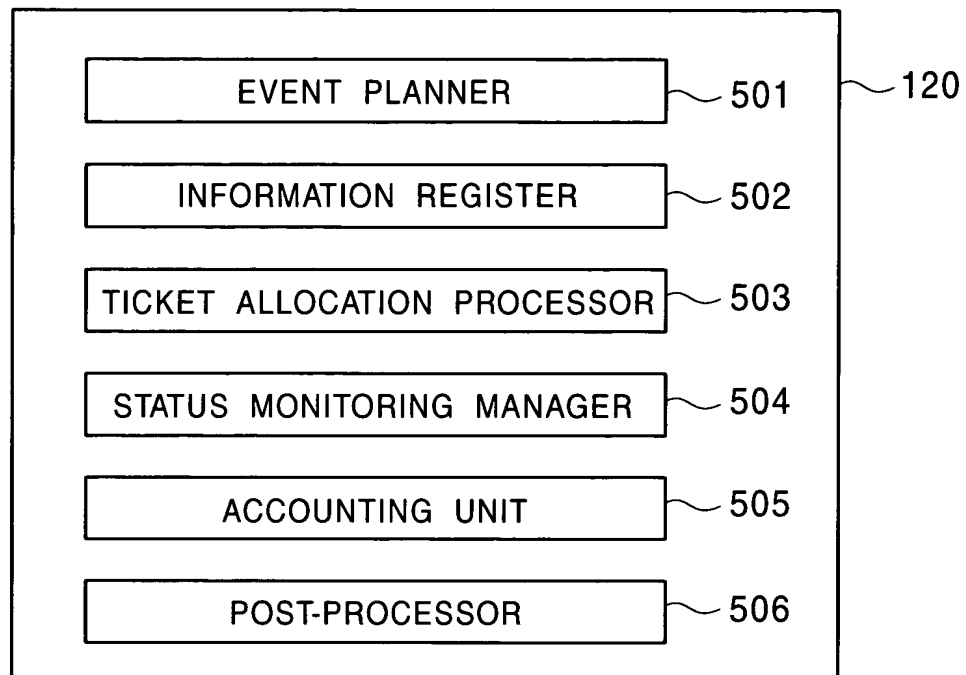 EVENT PLANNER 501
120
INFORMATION REGISTER 502
TICKET ALLOCATION PROCESSOR 503
STATUS MONITORING MANAGER 504
ACCOUNTING UNIT 505
POST-PROCESSOR 506